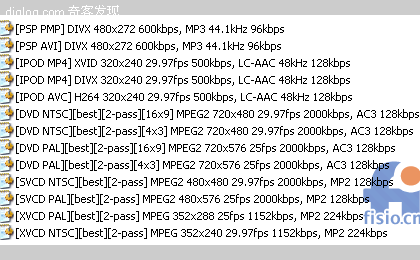 diglog.com 奇客发现
[PSP PMP] DIVX 480x272 600kbps, MP3 44.1kHz 96kbps
[PSP AVI] DIVX 480x272 600kbps, MP3 44.1kHz 96kbps
[IPOD MP4] XVID 320x240 29.97fps 500kbps, LC-AAC 48kHz 128kbps
[IPOD MP4] DIVX 320x240 29.97fps 500kbps, LC-AAC 48kHz 128kbps
[IPOD AVC] H264 320x240 29.97fps 500kbps, LC-AAC 48kHz 128kbps
[DVD NTSC][best][2-pass][16x9] MPEG2 720x480 29.97fps 2000kbps, AC3 128kbps
[DVD NTSC][best][2-pass][4x3] MPEG2 720x480 29.97fps 2000kbps, AC3 128kbps
[DVD PAL][best][2-pass][16x9] MPEG2 720x576 25fps 2000kbps, AC3 128kbps
[DVD PAL][best][2-pass][4x3] MPEG2 720x576 25fps 2000kbps, AC3 128kbps
[SVCD NTSC][best][2-pass] MPEG2 480x480 29.97fps 2000kbps, MP2 128kbps
[SVCD PAL][best][2-pass] MPEG2 480x576 25fps 2000kbps, MP2 128kbps
[XVCD PAL][best][2-pass] MPEG 352x288 25fps 1152kbps, MP2 224kbps
[XVCD NTSC][best][2-pass] MPEG 352x240 29.97fps 1152kbps, MP2 224kbps
fisio.cn